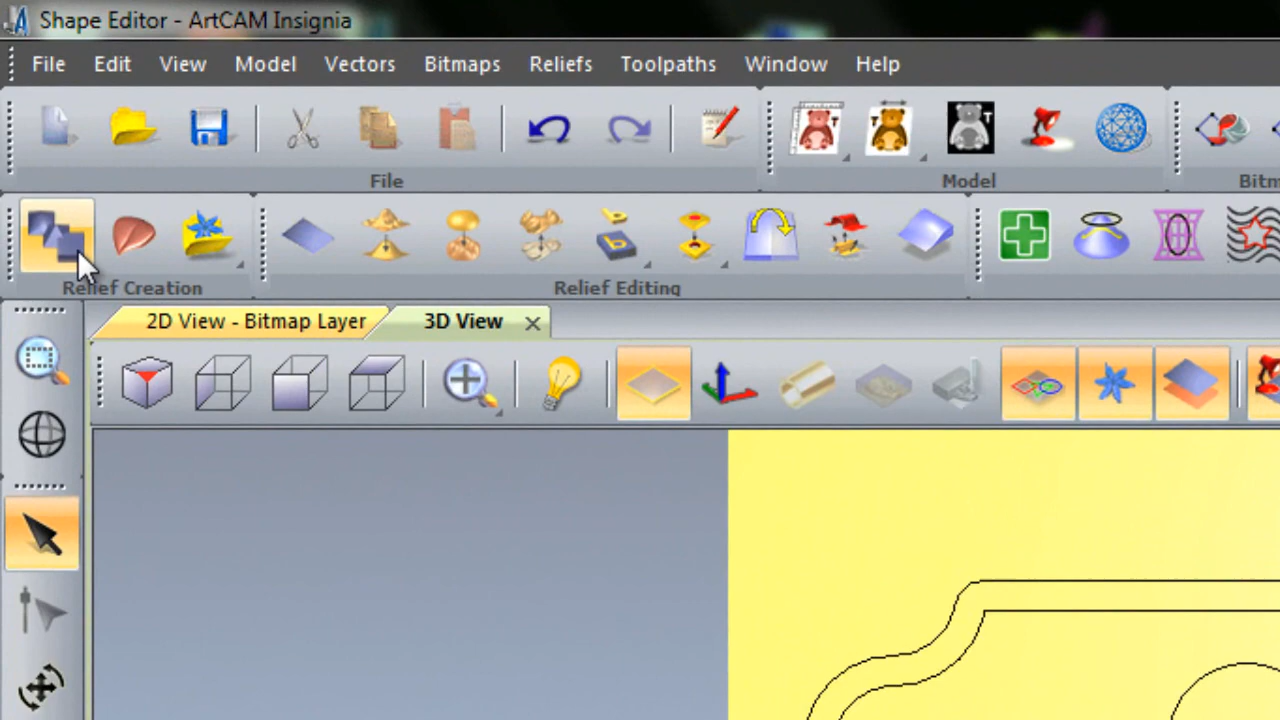 Shape Editor - ArtCAM Insignia
File Edit View Model Vectors Bitmaps Reliefs Toolpaths Window Help
File Model Bitm
Relief Creation Relief Editing
2D View - Bitmap Layer 3D View